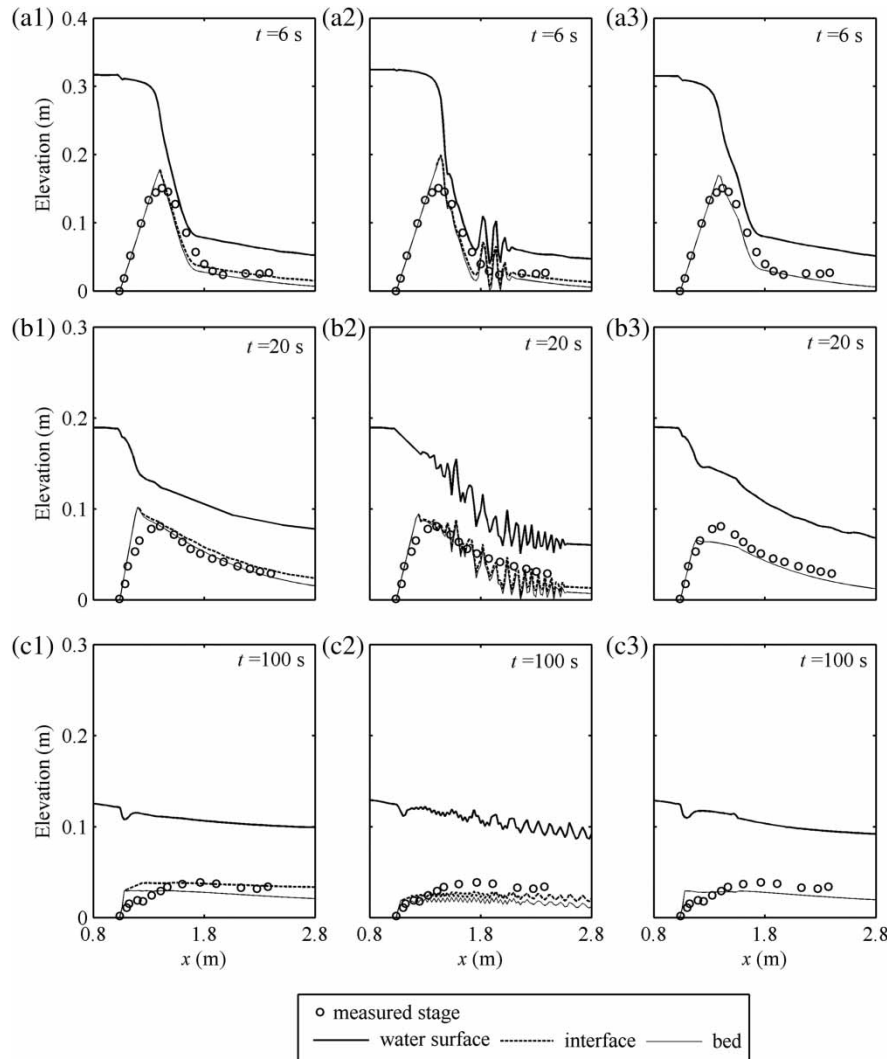 (a1) (a2) (a3)
t =6 s t =6 s t =6 s
0.4
0.3
0.2
0.1
0
Elevation (m)
(b1) (b2) (b3)
t =20 s t =20 s t =20 s
0.3
0.2
0.1
0
Elevation (m)
(c1) (c2) (c3)
t =100 s t =100 s t =100 s
0.3
0.2
0.1
0
Elevation (m)
0.8 1.8 2.8 0.8 1.8 2.8 0.8 1.8 2.8
x (m) x (m) x (m)
measured stage
water surface interface bed